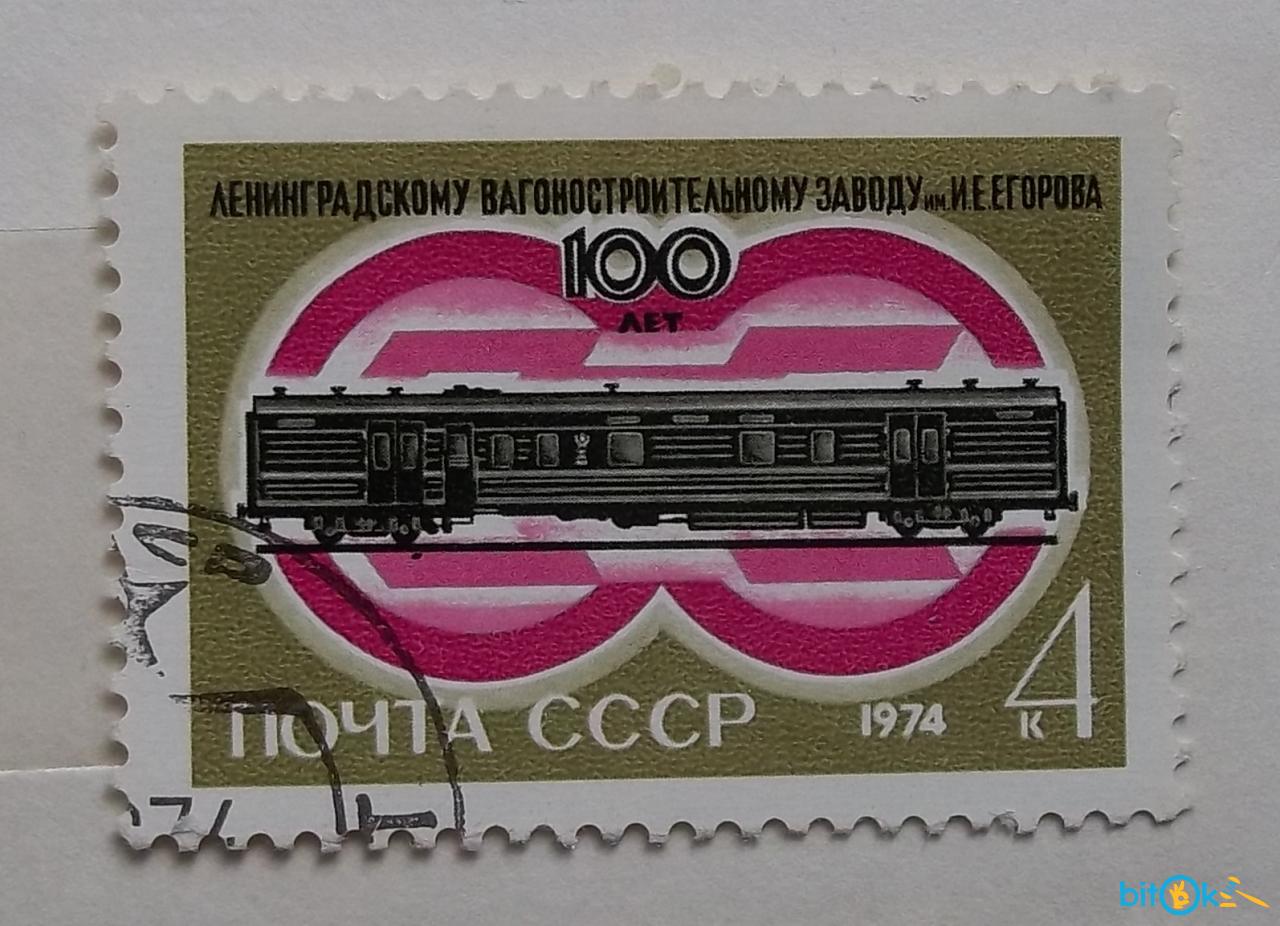 ЛЕНИНГРАДСКОМУ ВАГОНОСТРОИТЕЛЬНОМУ ЗАВОДУ им. И.Е.ЕГОРОВА
100
ЛЕТ
ПОЧТА СССР 1974 4 К
bitOk